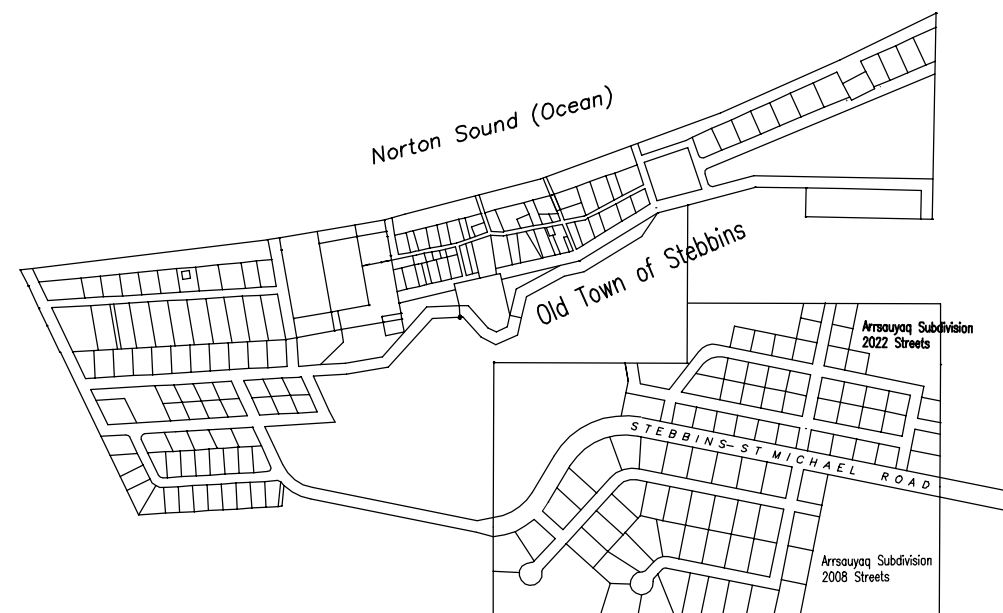 Norton Sound (Ocean)
Old Town of Stebbins
Arrsauyaq Subdivision
2022 Streets
STEBBINS-ST MICHAEL ROAD
Arrsauyaq Subdivision
2008 Streets